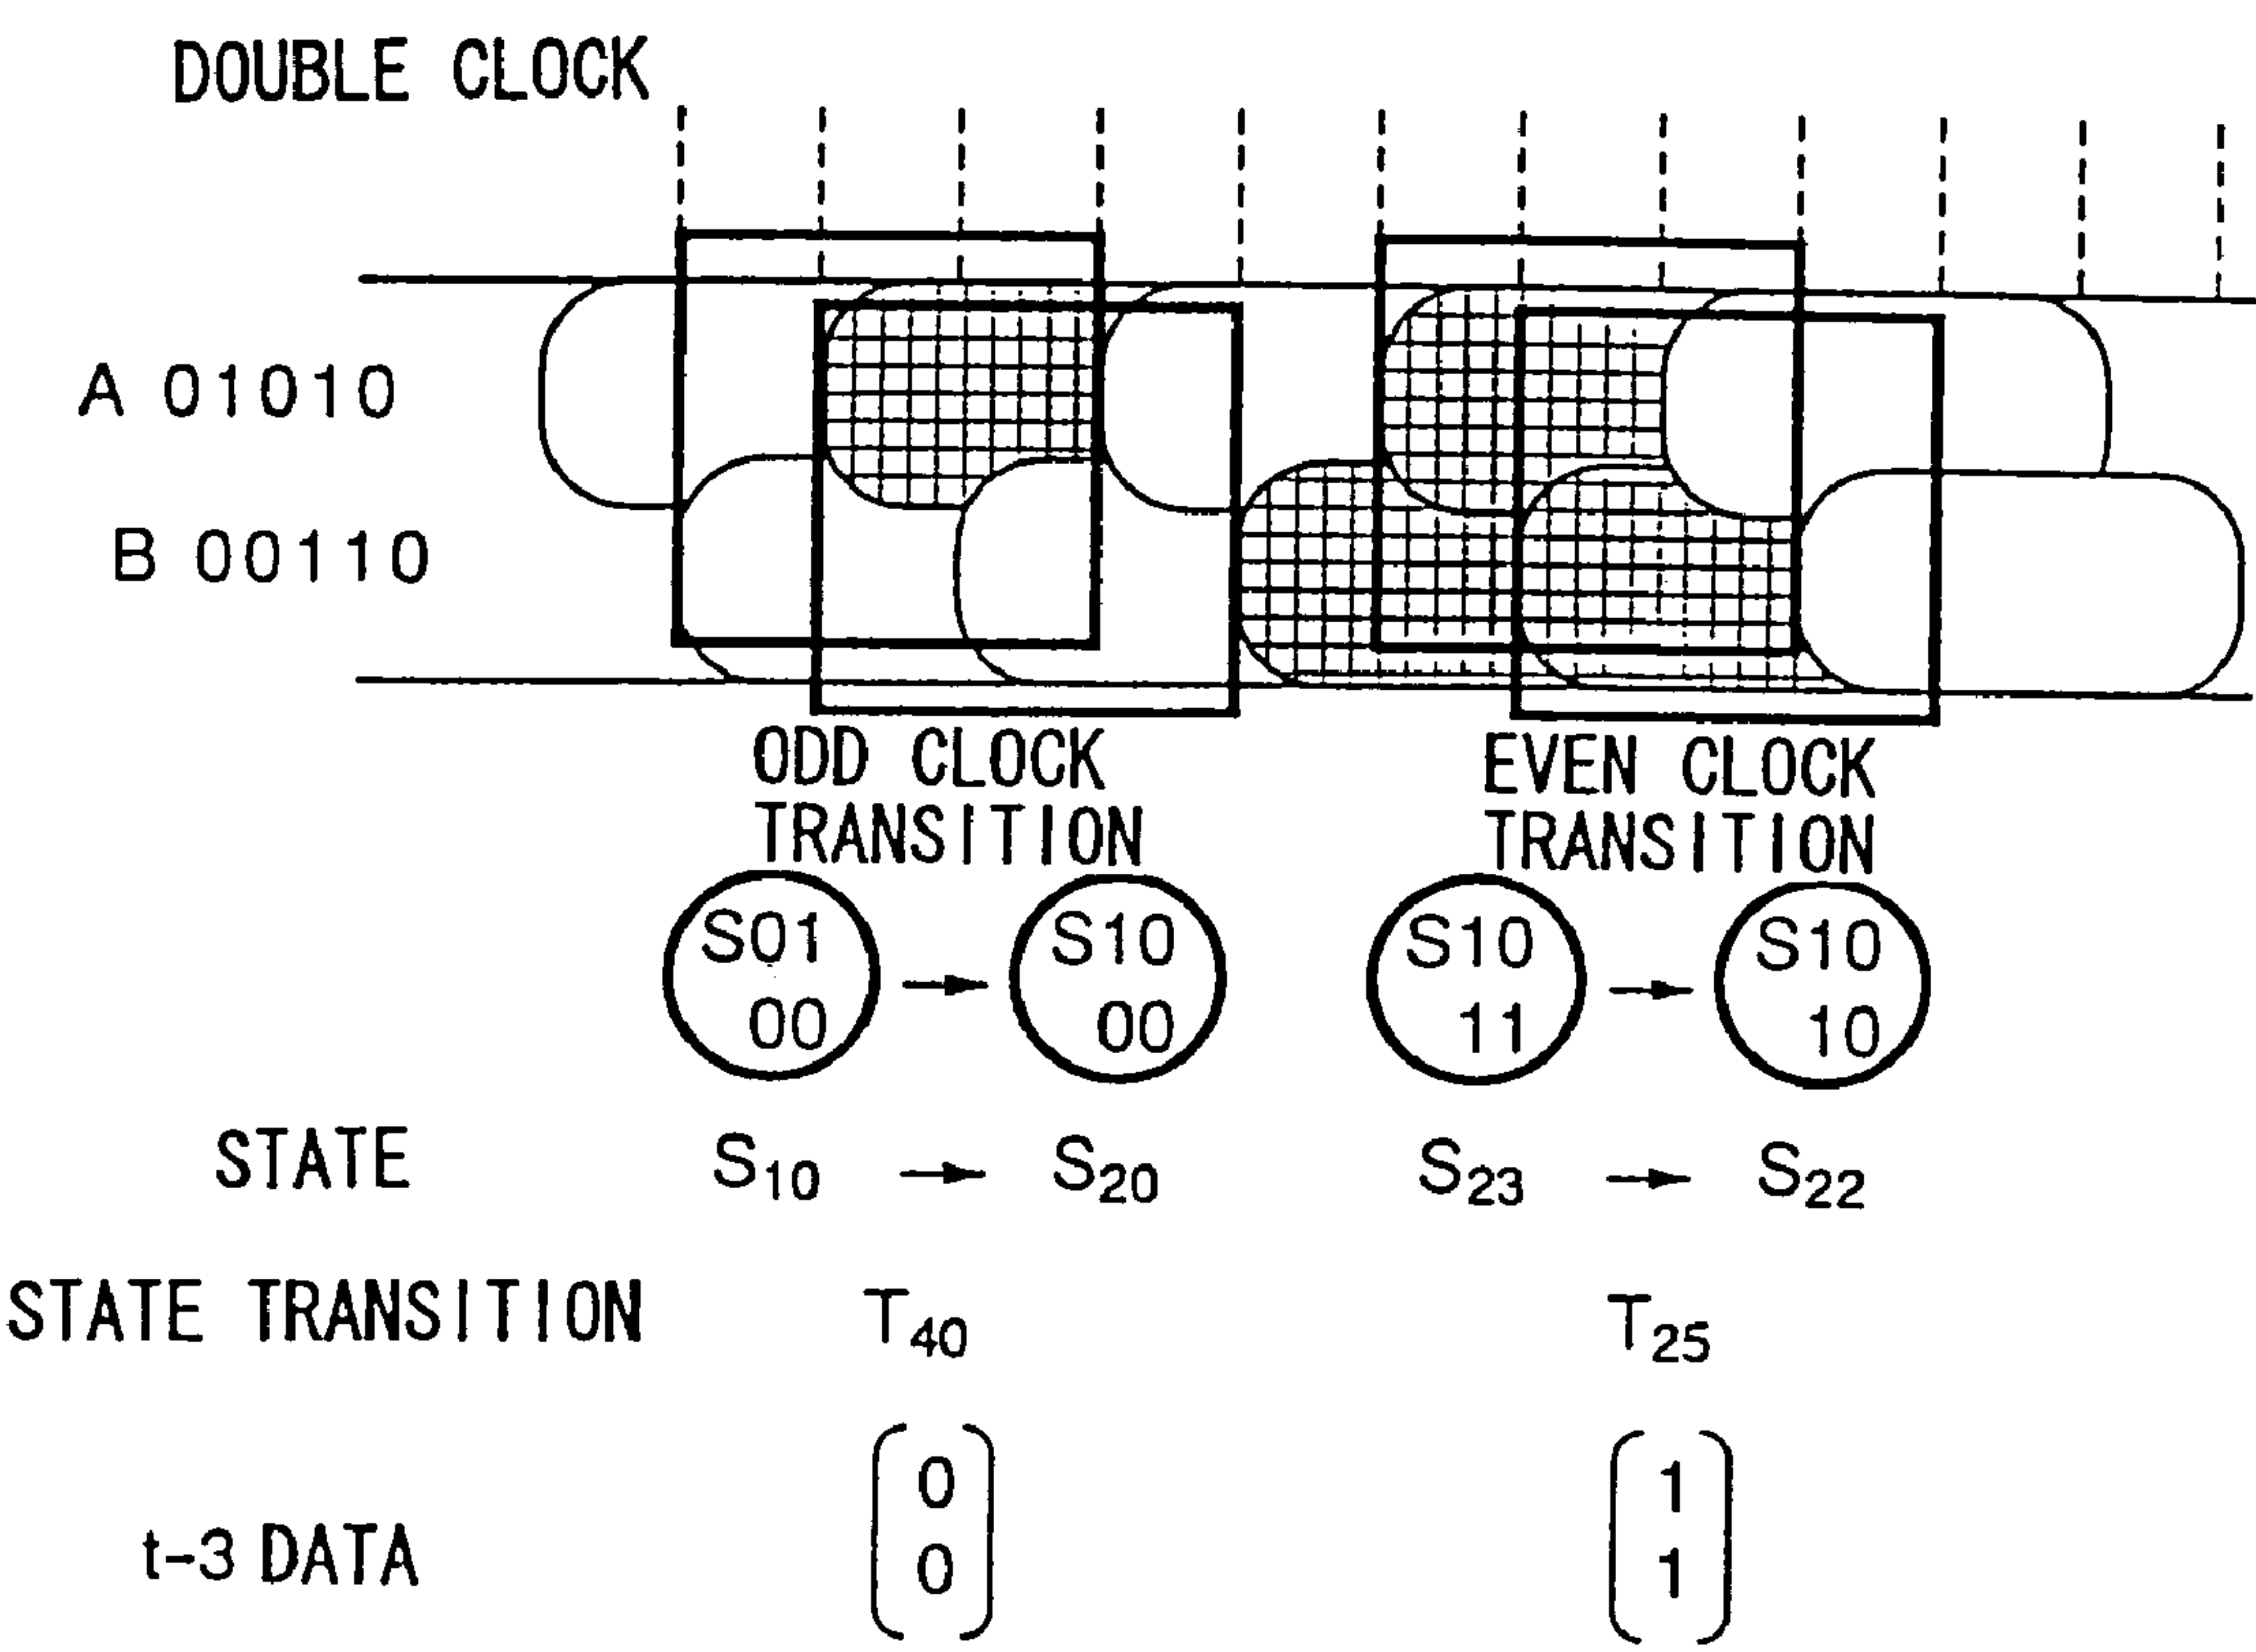 DOUBLE CLOCK
A 01010
B 00110
ODD CLOCK
TRANSITION
EVEN CLOCK
TRANSITION
S01
00
S10
00
S10
11
S10
10
STATE S10 → S20 S23 → S22
STATE TRANSITION T40 T25
t-3 DATA
0
0
1
1